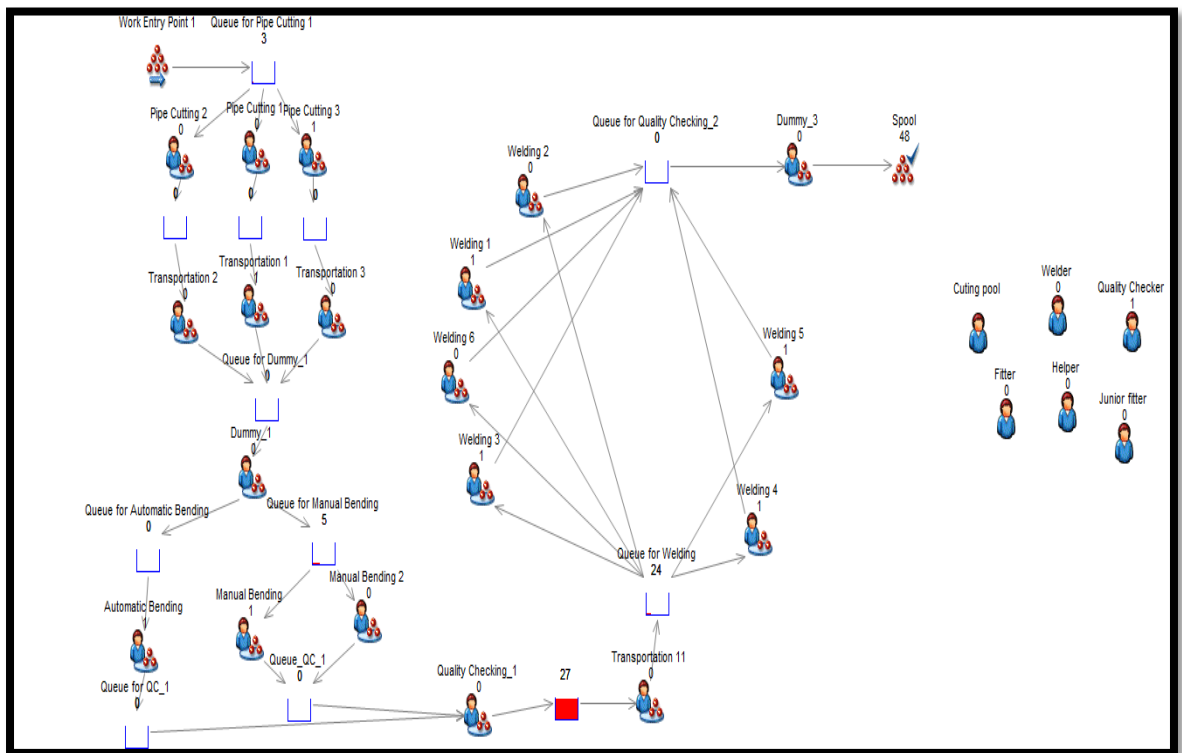 Work Entry Point 1
Queue for Pipe Cutting 1
3
Pipe Cutting 2
0
Pipe Cutting 1
0
Pipe Cutting 3
1
0
0
0
Transportation 2
0
Transportation 1
1
Transportation 3
0
Queue for Dummy_1
0
Dummy_1
0
Queue for Automatic Bending
0
Queue for Manual Bending
5
Automatic Bending
1
Manual Bending
1
Manual Bending 2
0
Queue for QC_1
0
Queue_QC_1
0
Quality Checking_1
0
27
Transportation 11
0
Queue for Welding
24
Welding 2
0
Welding 1
1
Welding 6
0
Welding 3
1
Welding 5
1
Welding 4
1
Queue for Quality Checking_2
0
Dummy_3
0
Spool
48
Cuting pool
Welder
0
Quality Checker
1
Fitter
0
Helper
0
Junior fitter
0